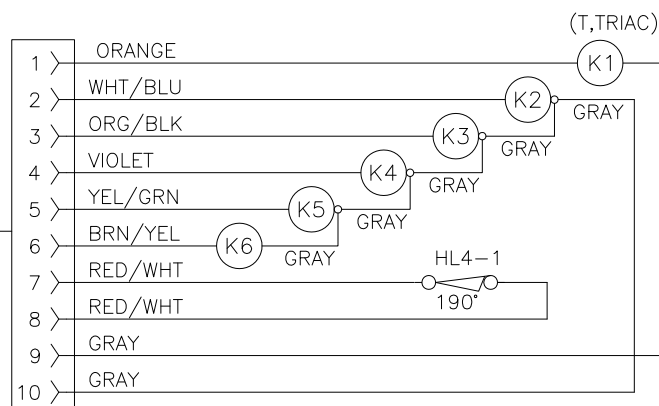 (T,TRIAC)
1 ORANGE K1
2 WHT/BLU K2 GRAY
3 ORG/BLK K3 GRAY
4 VIOLET K4 GRAY
5 YEL/GRN K5 GRAY
6 BRN/YEL K6 GRAY
7 RED/WHT HL4-1
190°
8 RED/WHT
9 GRAY
10 GRAY